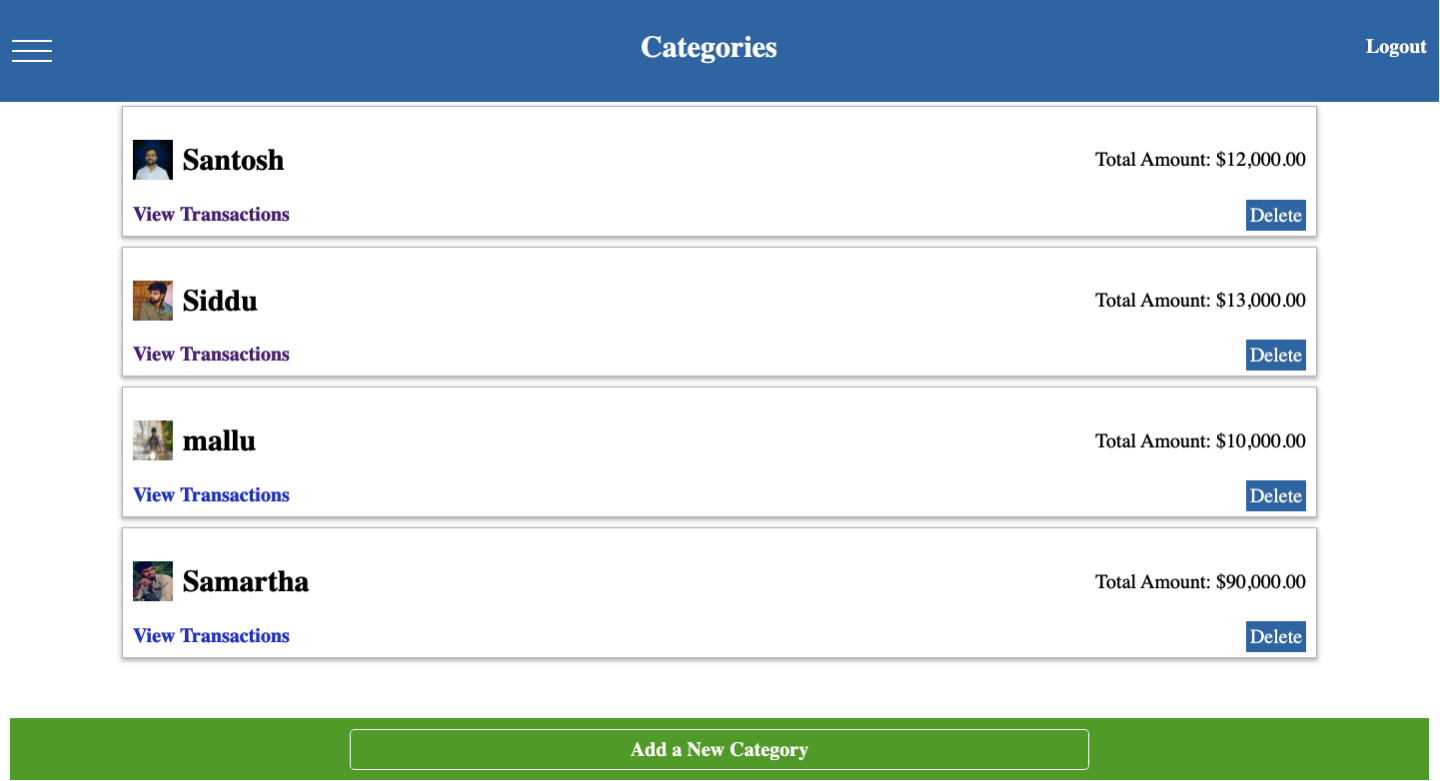 Categories
Logout
Santosh
Total Amount: $12,000.00
View Transactions
Delete
Siddu
Total Amount: $13,000.00
View Transactions
Delete
mallu
Total Amount: $10,000.00
View Transactions
Delete
Samartha
Total Amount: $90,000.00
View Transactions
Delete
Add a New Category